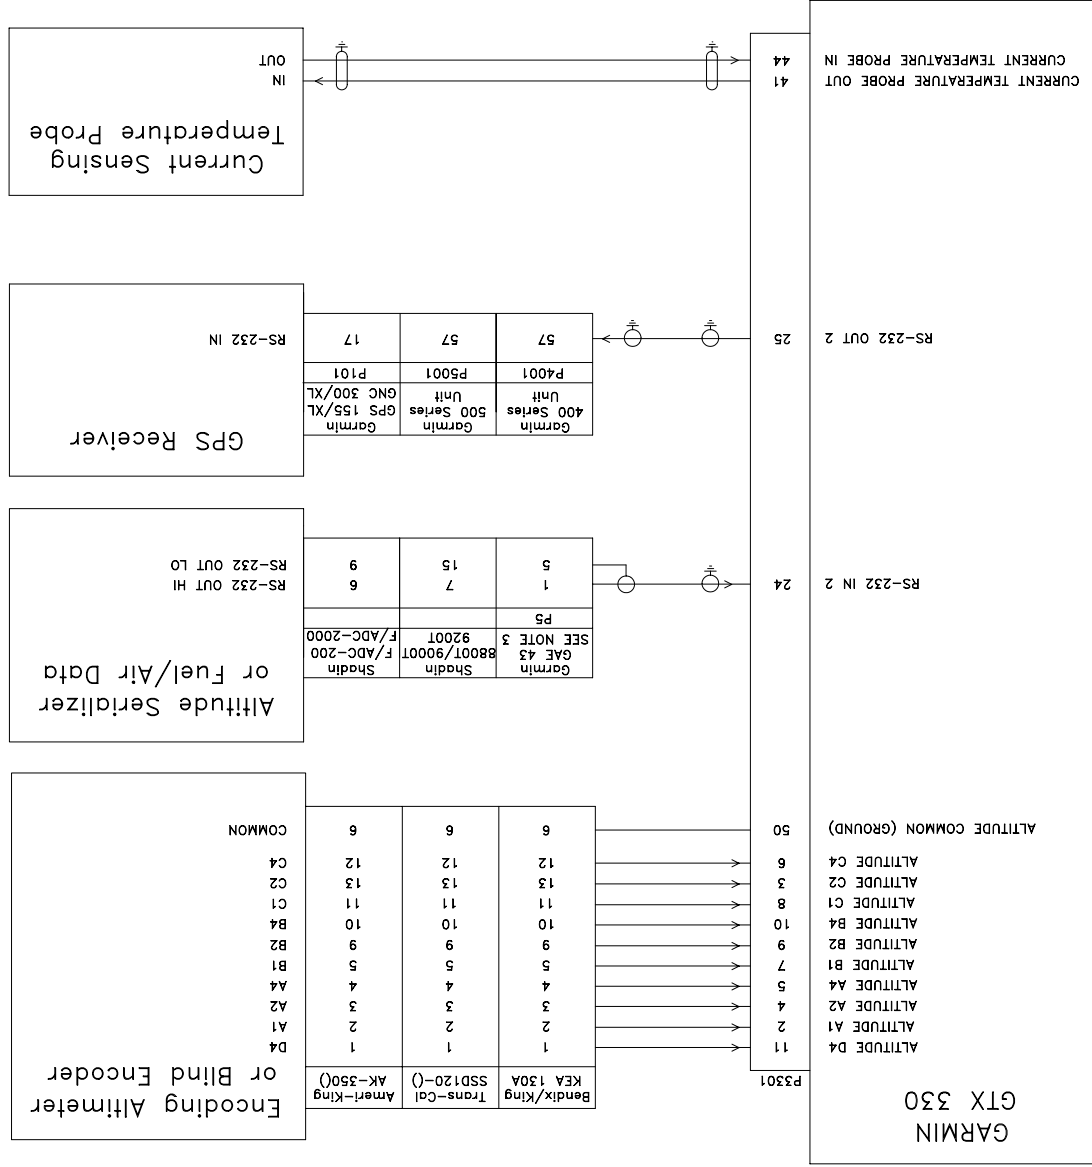 GARMIN
GTX 330
P3301
Bendix/King
KEA 130A
Trans-Cal
SSD120-()
Ameri-King
AK-350()
Encoding Altimeter
or Blind Encoder
ALTITUDE D4 11 1 1 1 D4
ALTITUDE A1 2 2 2 2 A1
ALTITUDE A2 4 3 3 3 A2
ALTITUDE A4 5 4 4 4 A4
ALTITUDE B1 7 5 5 5 B1
ALTITUDE B2 9 9 9 9 B2
ALTITUDE B4 10 10 10 10 B4
ALTITUDE C1 8 11 11 11 C1
ALTITUDE C2 3 13 13 13 C2
ALTITUDE C4 6 12 12 12 C4
ALTITUDE COMMON (GROUND) 50 6 6 6 COMMON
Garmin
GAE 43
SEE NOTE 3
P5
Shadin
8800T/9000T
9200T
Shadin
F/ADC-200
F/ADC-2000
Altitude Serializer
or Fuel/Air Data
RS-232 IN 2 24 1 7 6 RS-232 OUT HI
5 15 9 RS-232 OUT LO
Garmin
400 Series
Unit
P4001
Garmin
500 Series
Unit
P5001
Garmin
GPS 155/XL
GNC 300/XL
P101
GPS Receiver
RS-232 OUT 2 25 57 57 17 RS-232 IN
Current Sensing
Temperature Probe
CURRENT TEMPERATURE PROBE OUT 41 IN
CURRENT TEMPERATURE PROBE IN 44 OUT